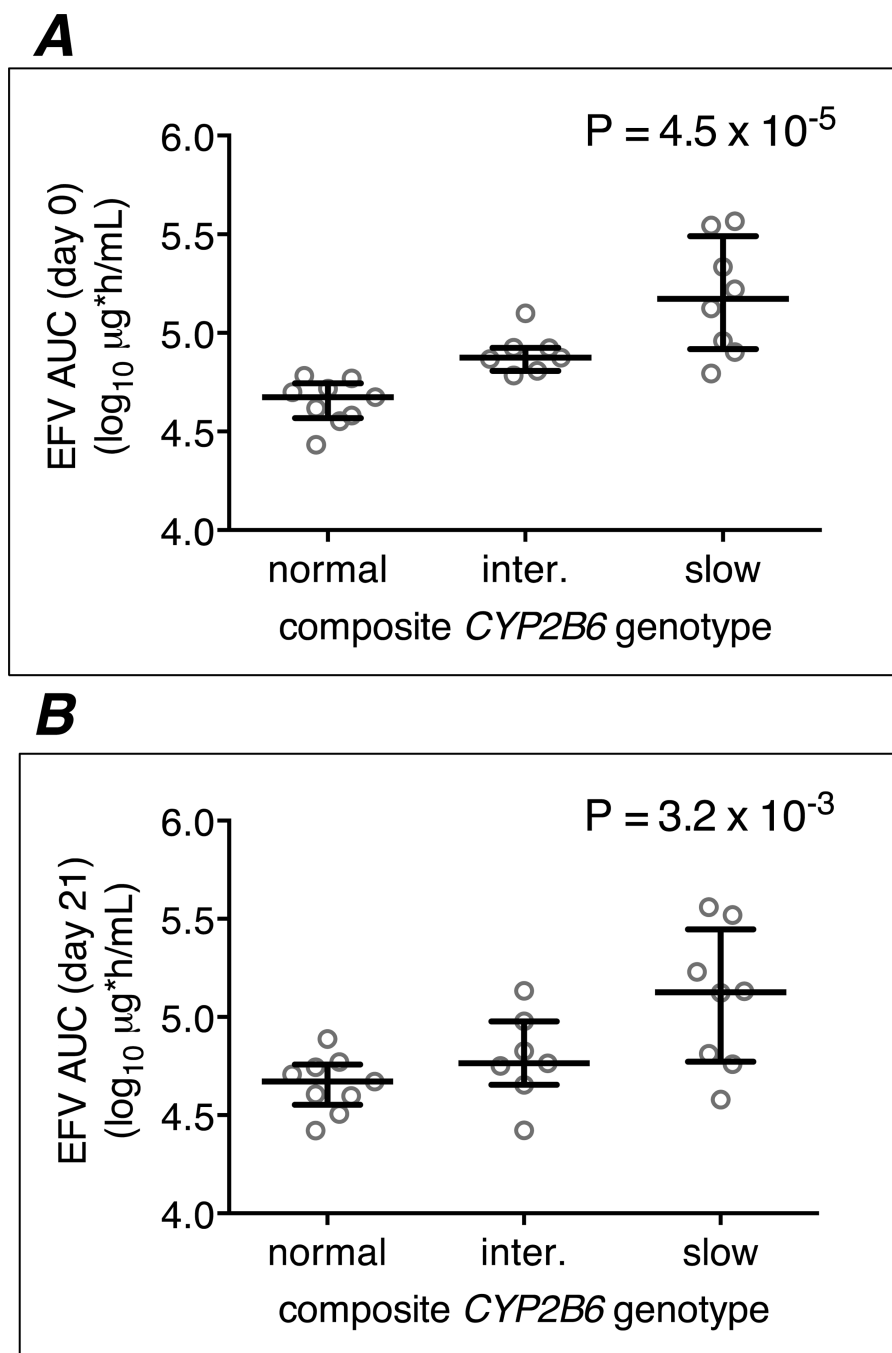 A
P = 4.5 x 10-5
EFV AUC (day 0)
(log10 µg*h/mL)
6.0
5.5
5.0
4.5
4.0
normal inter. slow
composite CYP2B6 genotype
B
P = 3.2 x 10-3
EFV AUC (day 21)
(log10 µg*h/mL)
6.0
5.5
5.0
4.5
4.0
normal inter. slow
composite CYP2B6 genotype